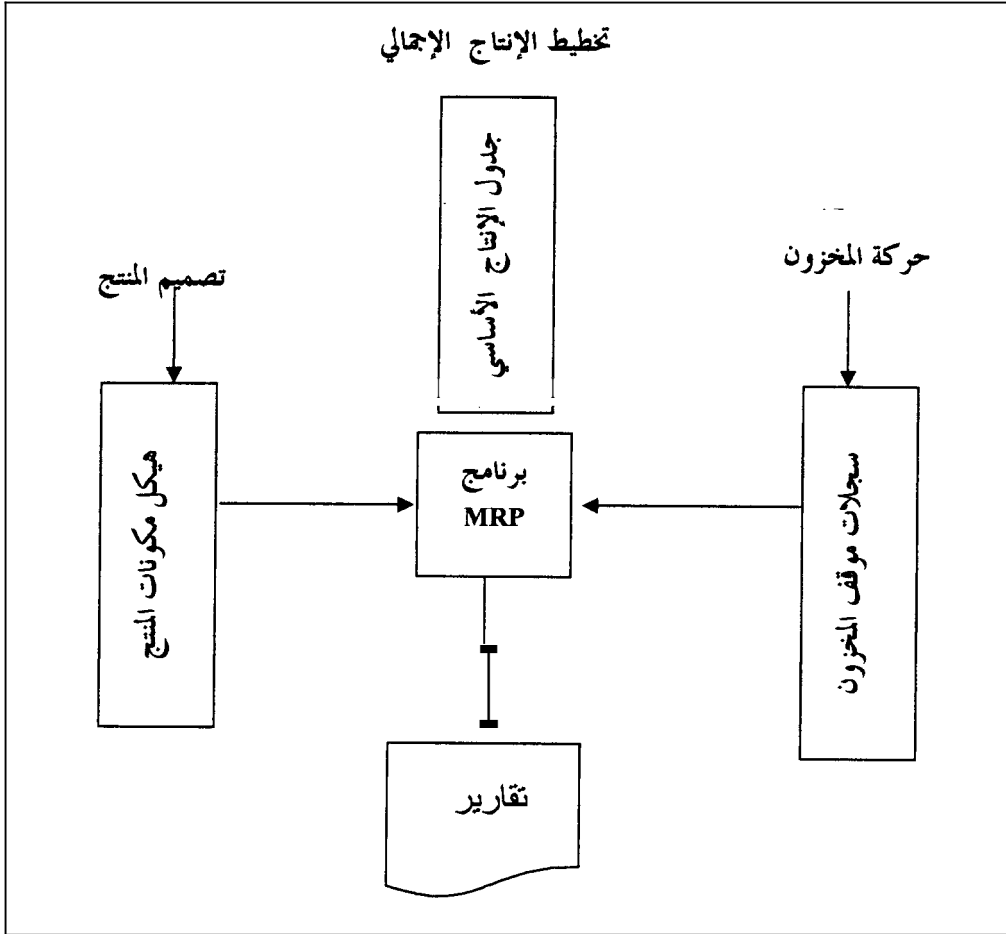 تخطيط الإنتاج الإجمالي
جدول الإنتاج الأساسي
حركة المخزون
تصميم المنتج
سجلات موقف المخزون
برنامج
MRP
هيكل مكونات المنتج
تقارير